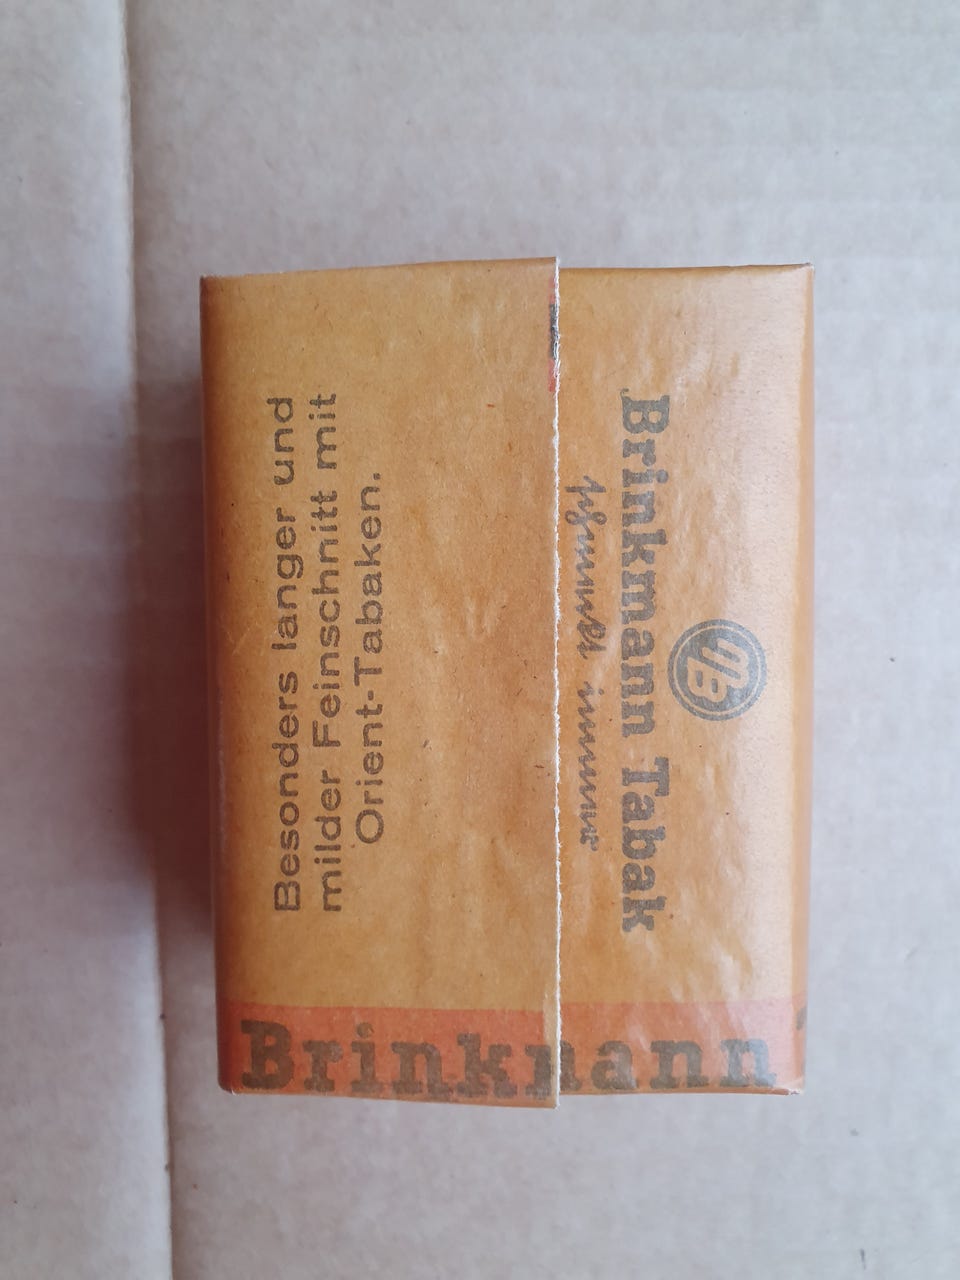 Besonders langer und
milder Feinschnitt mit
Orient-Tabaken.
Brinkmann Tabak
schmeckt immer
Brinkmann